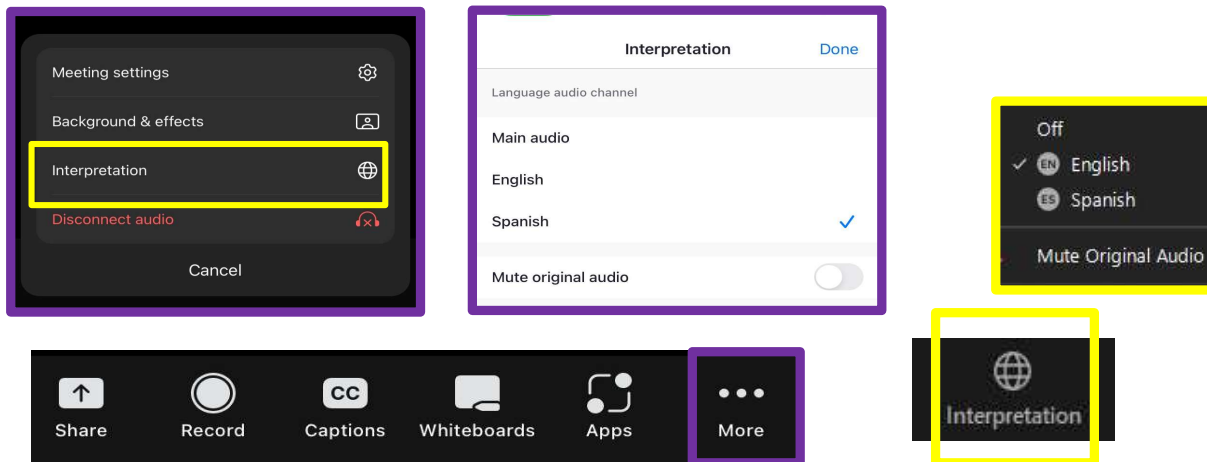 Meeting settings
Background & effects
Interpretation
Disconnect audio
Cancel
Interpretation Done
Language audio channel
Main audio
English
Spanish
Mute original audio
Off
EN English
ES Spanish
Mute Original Audio
CC
Share Record Captions Whiteboards Apps More
Interpretation